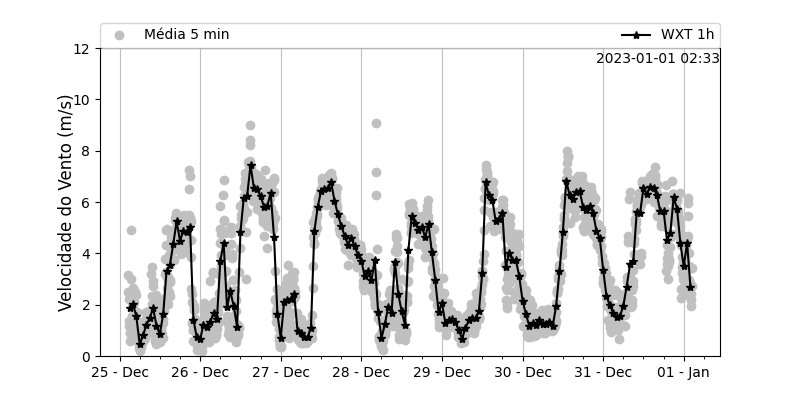 Média 5 min
WXT 1h
2023-01-01 02:33
Velocidade do Vento (m/s)
12
10
8
6
4
2
0
25 - Dec 26 - Dec 27 - Dec 28 - Dec 29 - Dec 30 - Dec 31 - Dec 01 - Jan